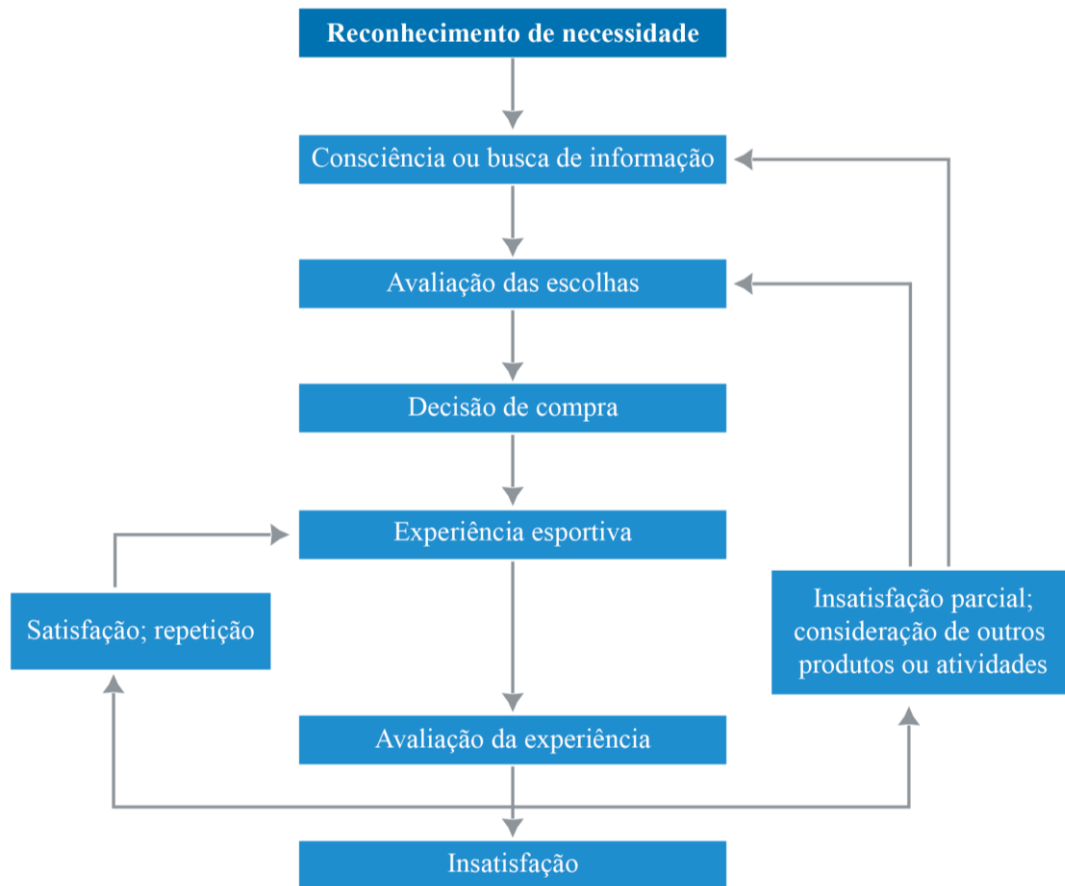 Reconhecimento de necessidade
Consciência ou busca de informação
Avaliação das escolhas
Decisão de compra
Experiência esportiva
Satisfação; repetição
Insatisfação parcial;
consideração de outros
produtos ou atividades
Avaliação da experiência
Insatisfação